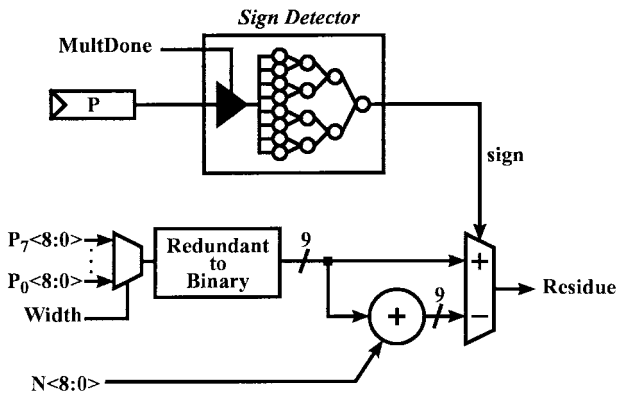 Sign Detector
MultDone
P
sign
P7<8:0>
P0<8:0>
Width
Redundant
to
Binary
9
9
+
+
−
Residue
N<8:0>